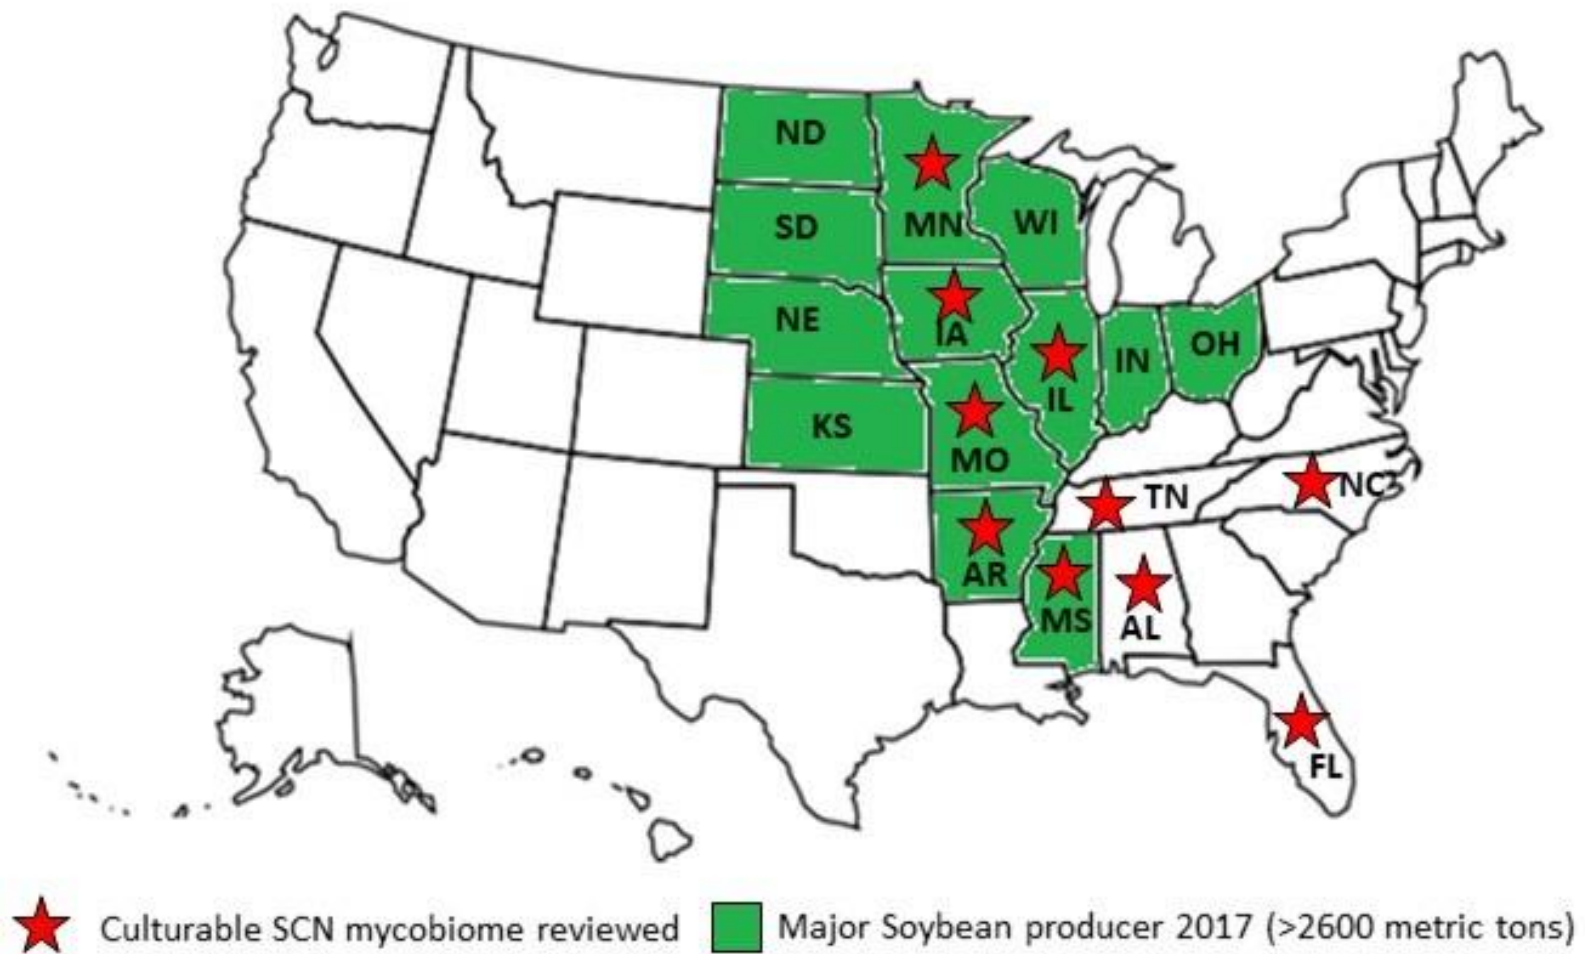 ND
MN
SD
WI
NE
IA
IN
OH
IL
KS
MO
TN
NC
AR
MS
AL
FL
Culturable SCN mycobiome reviewed
Major Soybean producer 2017 (>2600 metric tons)